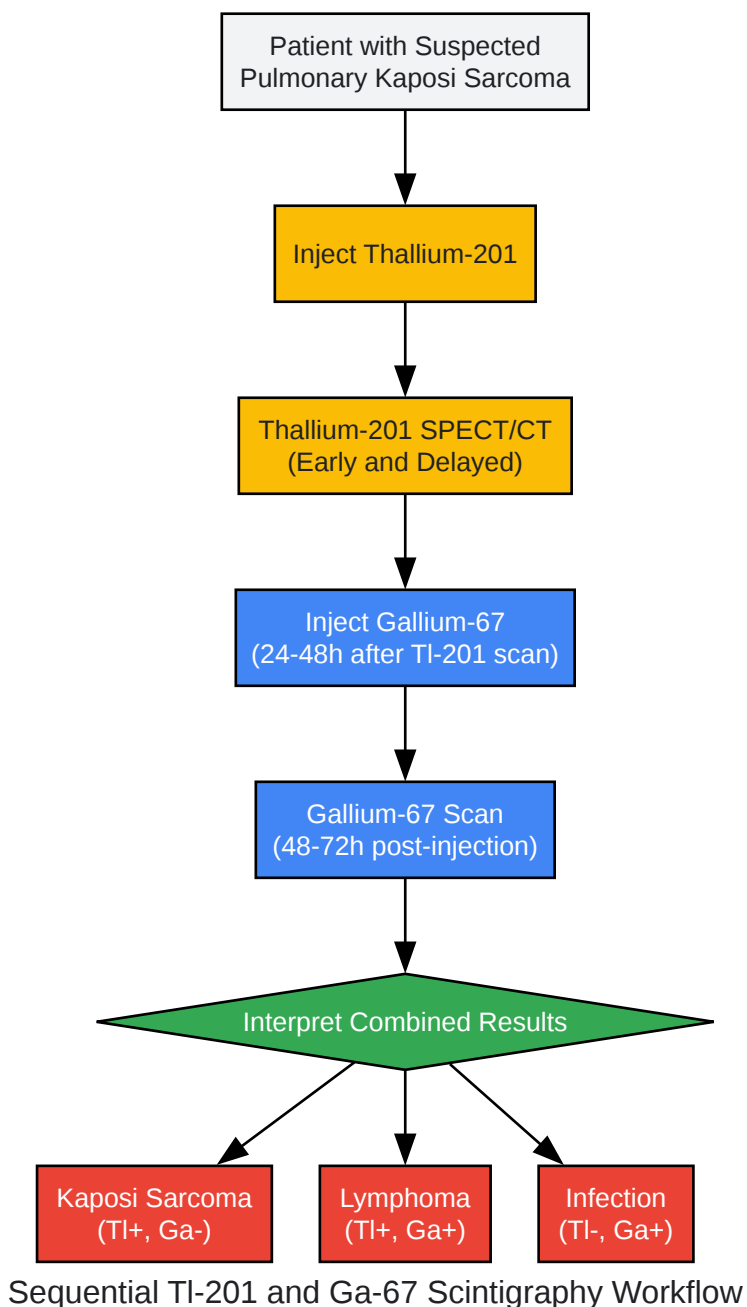 Patient with Suspected
Pulmonary Kaposi Sarcoma
Inject Thallium-201
Thallium-201 SPECT/CT
(Early and Delayed)
Inject Gallium-67
(24-48h after Tl-201 scan)
Gallium-67 Scan
(48-72h post-injection)
Interpret Combined Results
Kaposi Sarcoma
(Tl+, Ga-)
Lymphoma
(Tl+, Ga+)
Infection
(Tl-, Ga+)
Sequential Tl-201 and Ga-67 Scintigraphy Workflow